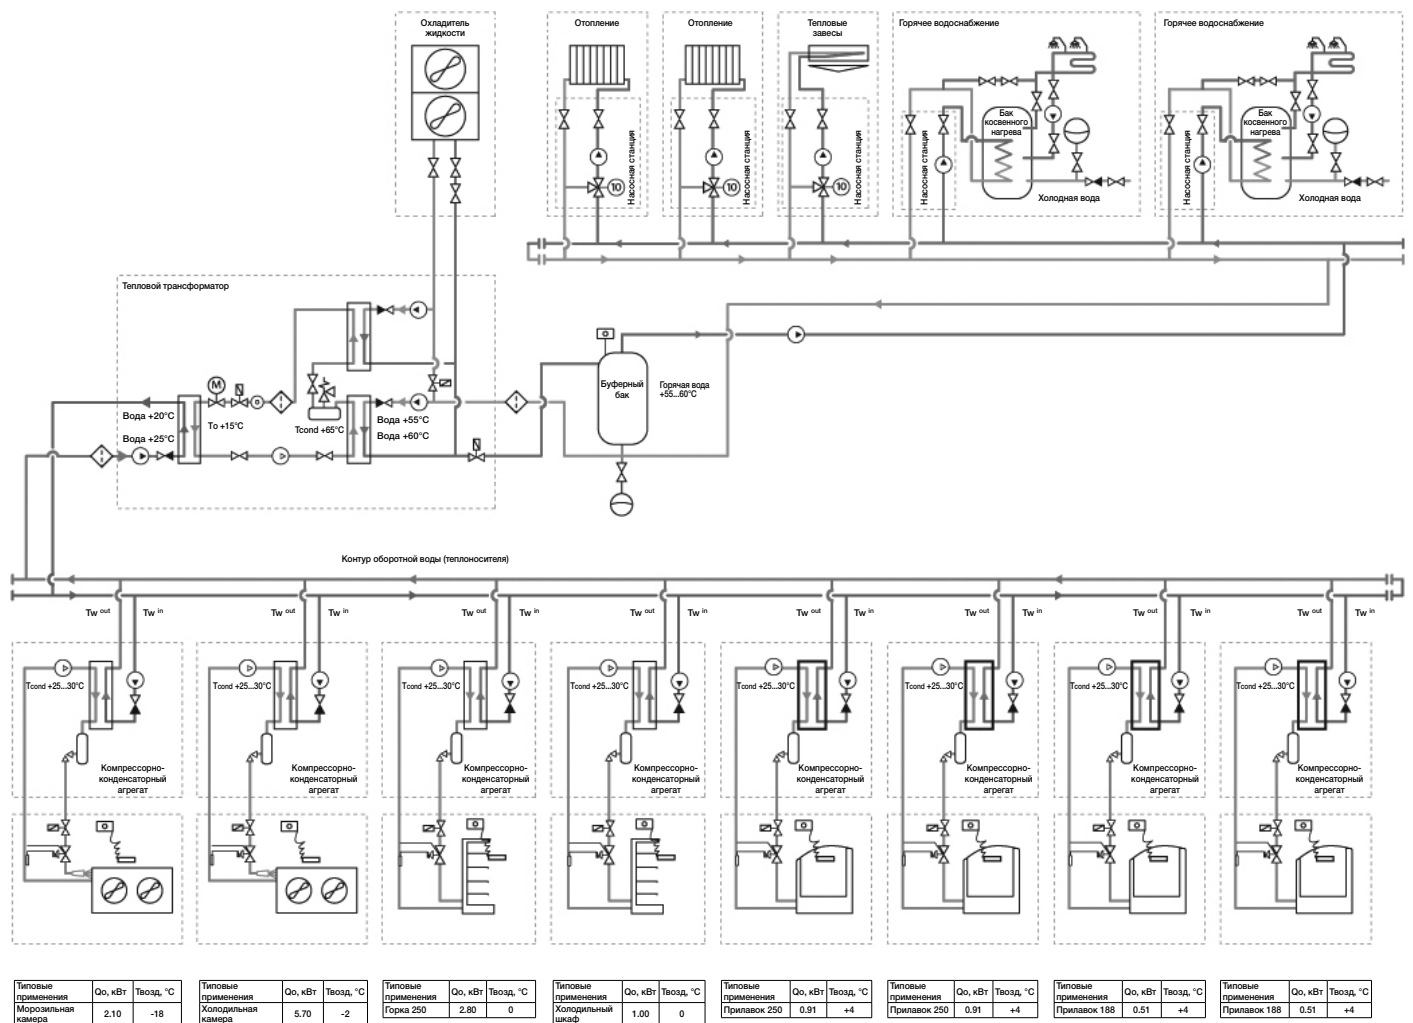 Охладитель
жидкости
Отопление
Отопление
Тепловые
завесы
Горячее водоснабжение
Горячее водоснабжение
Насосная станция
10
Насосная станция
10
Насосная станция
10
Насосная станция
Бак
косвенного
нагрева
Холодная вода
Насосная станция
Бак
косвенного
нагрева
Холодная вода
Тепловой трансформатор
M
Вода +20°C
Вода +25°C
To +15°C
Tcond +65°C
Вода +55°C
Вода +60°C
Буферный
бак
Горячая вода
+55...60°C
Контур оборотной воды (теплоносителя)
Tw out
Tw in
Tw out
Tw in
Tw out
Tw in
Tw out
Tw in
Tw out
Tw in
Tw out
Tw in
Tw out
Tw in
Tw out
Tw in
Tcond +25...30°C
Tcond +25...30°C
Tcond +25...30°C
Tcond +25...30°C
Tcond +25...30°C
Tcond +25...30°C
Tcond +25...30°C
Tcond +25...30°C
Компрессорно-
конденсаторный
агрегат
Компрессорно-
конденсаторный
агрегат
Компрессорно-
конденсаторный
агрегат
Компрессорно-
конденсаторный
агрегат
Компрессорно-
конденсаторный
агрегат
Компрессорно-
конденсаторный
агрегат
Компрессорно-
конденсаторный
агрегат
Компрессорно-
конденсаторный
агрегат
Типовые
применения Qo, кВт Tвозд, °C
Морозильная
камера 2.10 -18
Типовые
применения Qo, кВт Tвозд, °C
Холодильная
камера 5.70 -2
Типовые
применения Qo, кВт Tвозд, °C
Горка 250 2.80 0
Типовые
применения Qo, кВт Tвозд, °C
Холодильный
шкаф 1.00 0
Типовые
применения Qo, кВт Tвозд, °C
Прилавок 250 0.91 +4
Типовые
применения Qo, кВт Tвозд, °C
Прилавок 250 0.91 +4
Типовые
применения Qo, кВт Tвозд, °C
Прилавок 188 0.51 +4
Типовые
применения Qo, кВт Tвозд, °C
Прилавок 188 0.51 +4